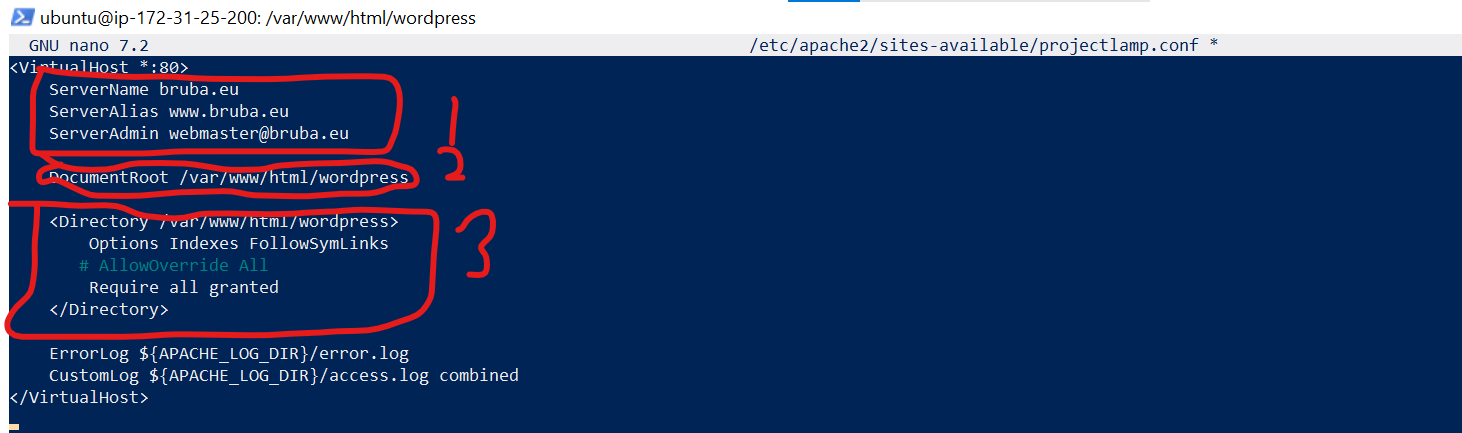 ubuntu@ip-172-31-25-200: /var/www/html/wordpress
GNU nano 7.2 /etc/apache2/sites-available/projectlamp.conf *
<VirtualHost *:80>
ServerName bruba.eu
ServerAlias www.bruba.eu
ServerAdmin webmaster@bruba.eu
1
2
DocumentRoot /var/www/html/wordpress
3
<Directory /var/www/html/wordpress>
Options Indexes FollowSymLinks
# AllowOverride All
Require all granted
</Directory>
ErrorLog ${APACHE_LOG_DIR}/error.log
CustomLog ${APACHE_LOG_DIR}/access.log combined
</VirtualHost>